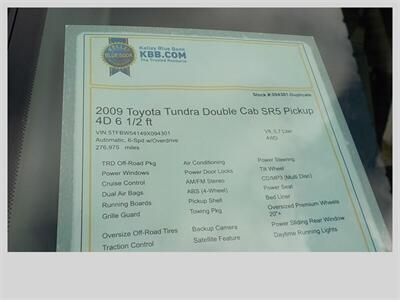 KELLEY
BLUE BOOK
Kelley Blue Book
KBB.COM
The Trusted Resource
Stock #:094301-Duplicate
2009 Toyota Tundra Double Cab SR5 Pickup
4D 6 1/2 ft
VIN 5TFBW54149X094301 V8, 5.7 Liter
Automatic, 6-Spd w/Overdrive 4WD
276,975 miles
TRD Off-Road Pkg Air Conditioning Power Steering
Power Windows Power Door Locks Tilt Wheel
Cruise Control AM/FM Stereo CD/MP3 (Multi Disc)
Dual Air Bags ABS (4-Wheel) Power Seat
Running Boards Pickup Shell Bed Liner
Grille Guard Towing Pkg Oversized Premium Wheels
20"+
Oversize Off-Road Tires Backup Camera Power Sliding Rear Window
Traction Control Satellite Feature Daytime Running Lights